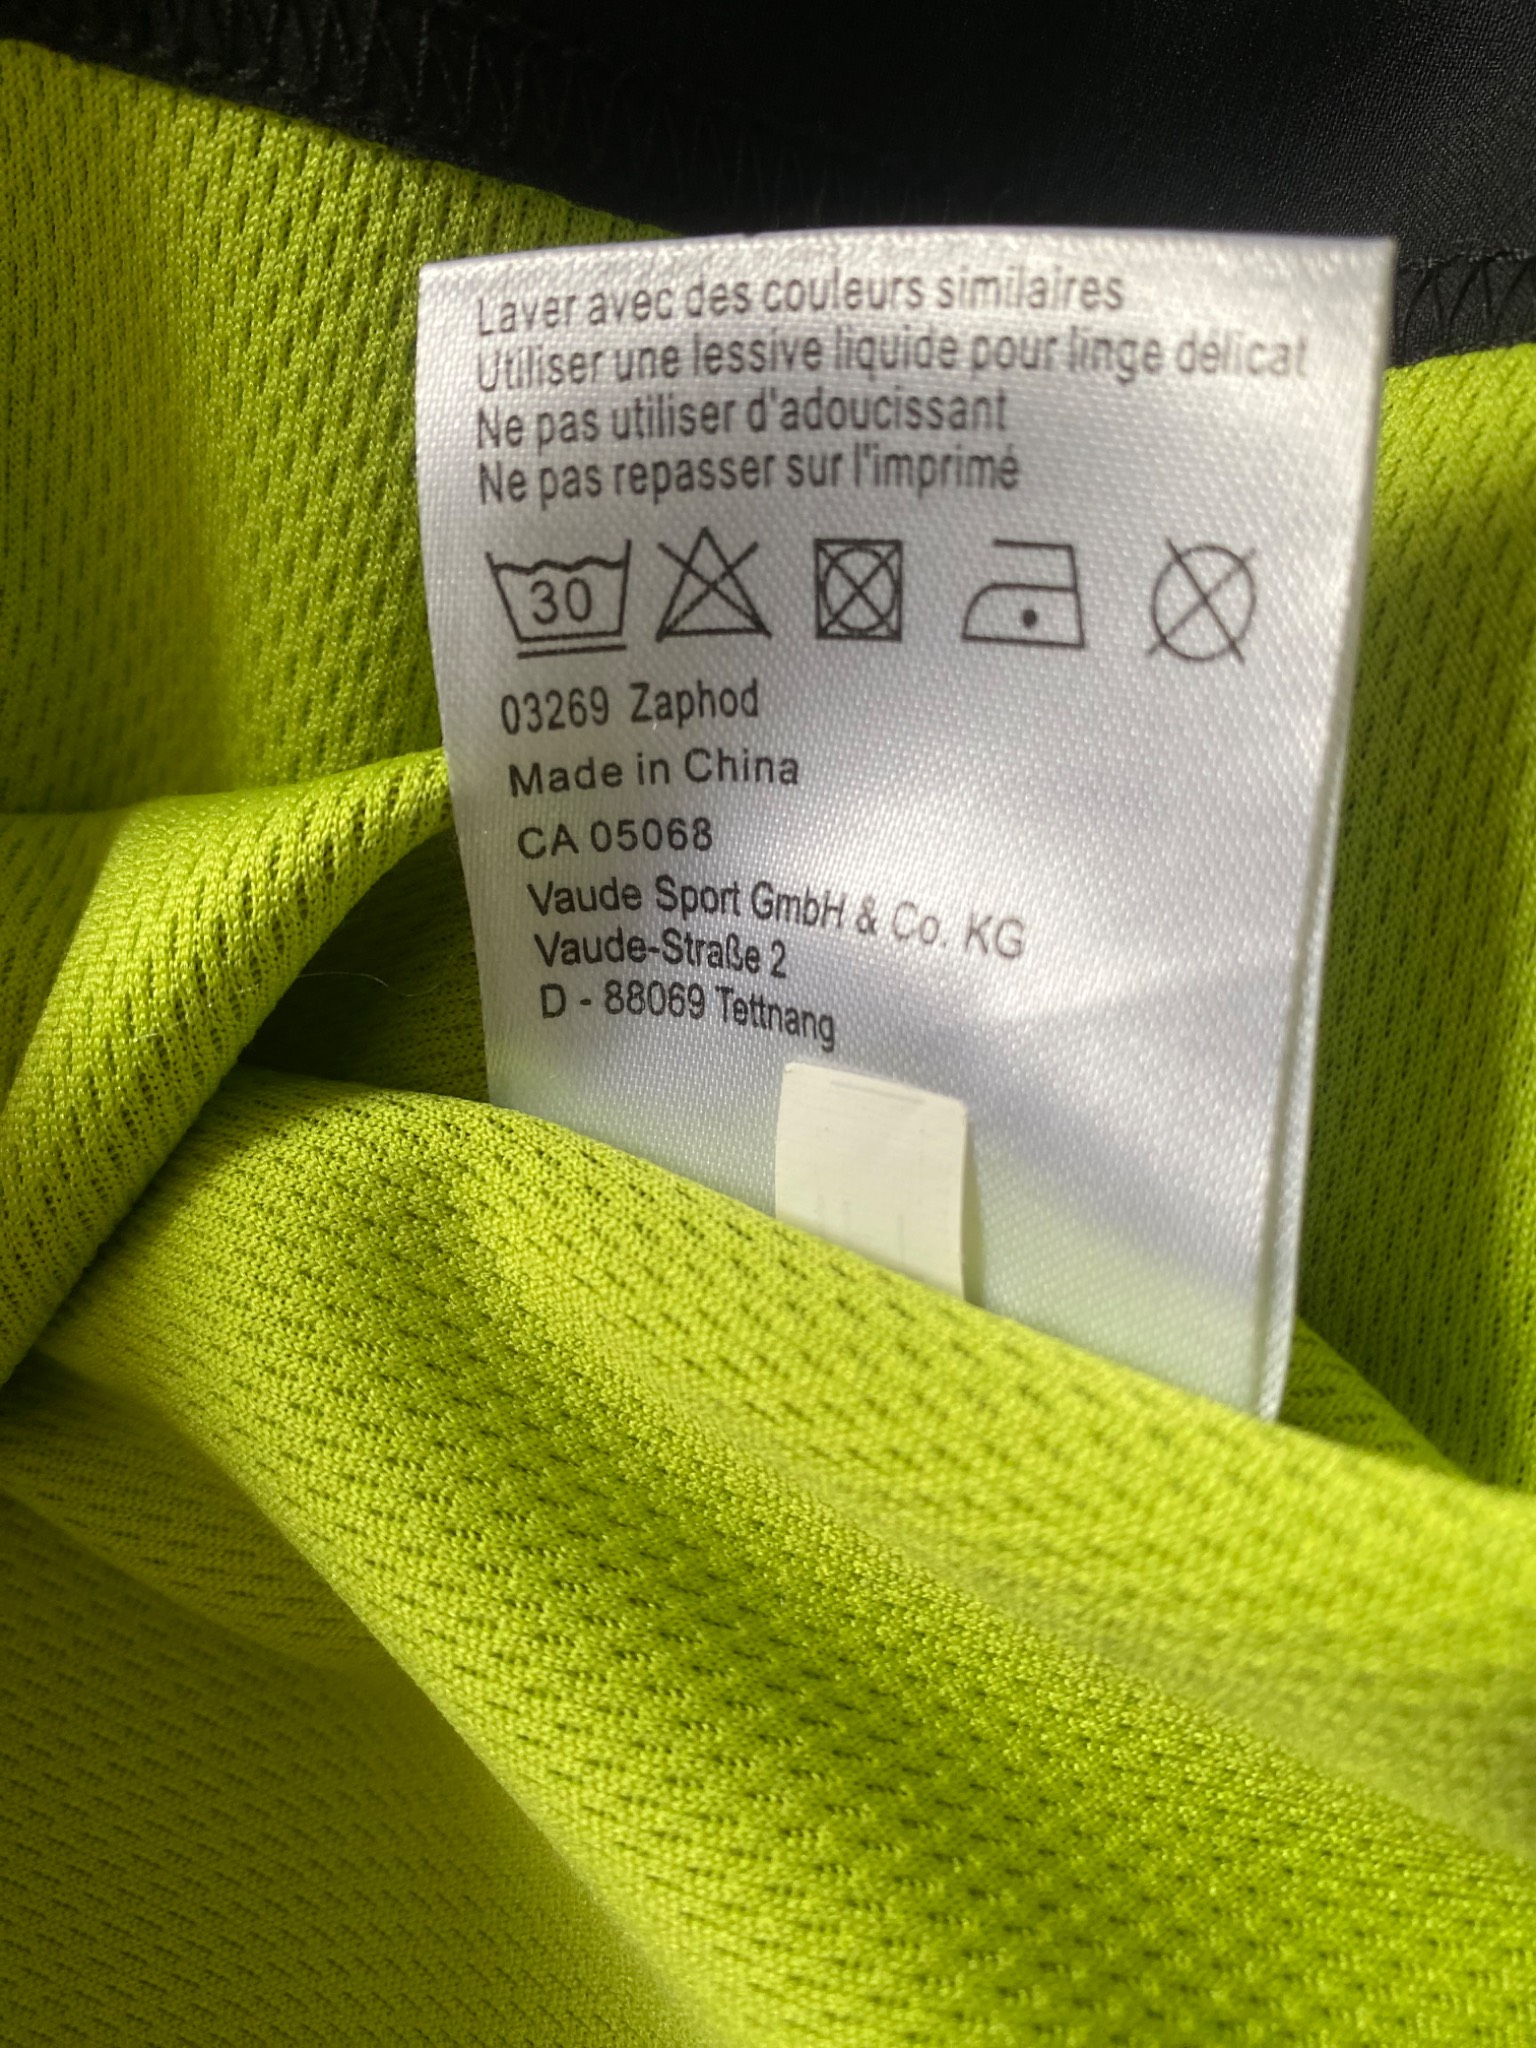 Laver avec des couleurs similaires
Utiliser une lessive liquide pour linge délicat
Ne pas utiliser d'adoucissant
Ne pas repasser sur l'imprimé
30
03269 Zaphod
Made in China
CA 05068
Vaude Sport GmbH & Co. KG
Vaude-Straße 2
D - 88069 Tettnang